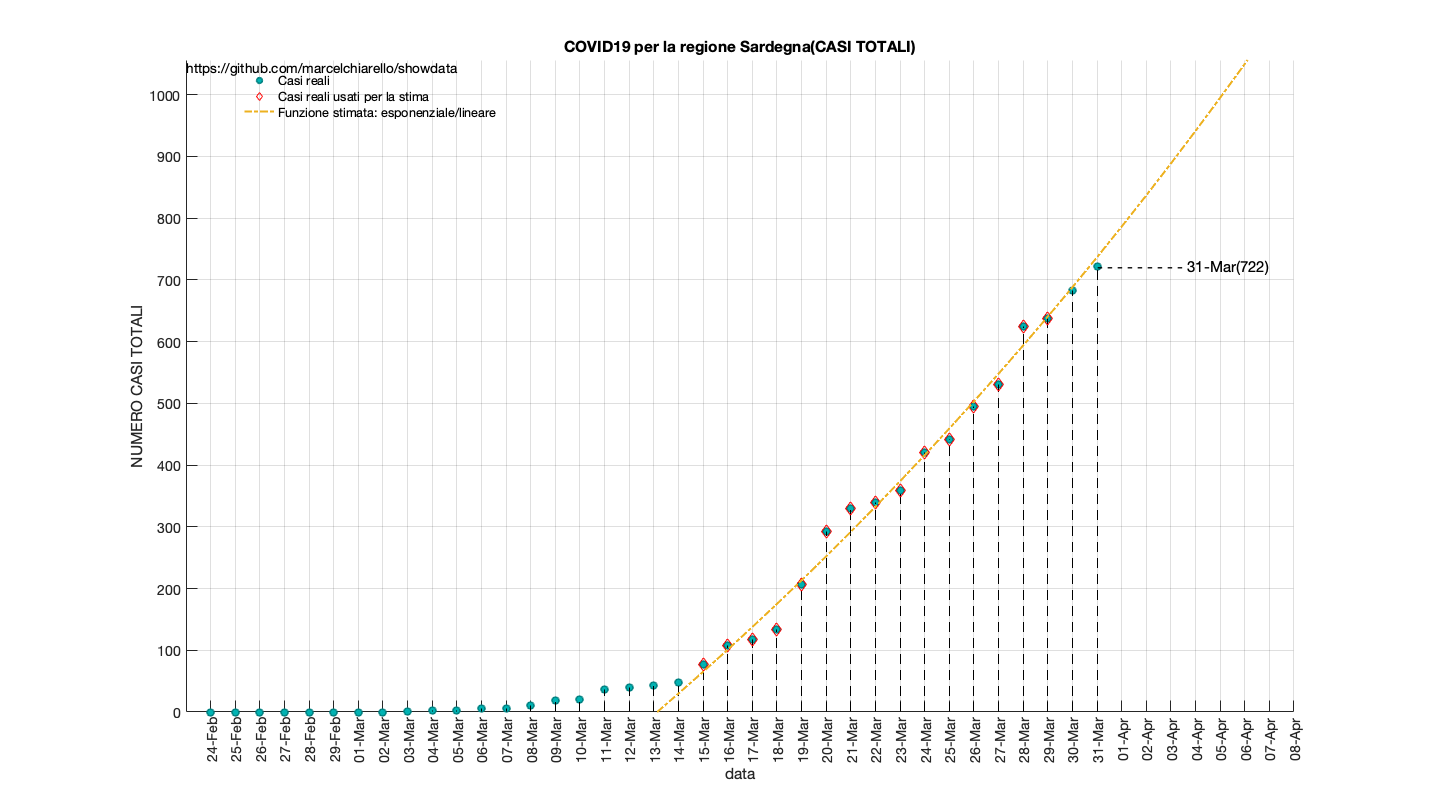 COVID19 per la regione Sardegna(CASI TOTALI)
https://github.com/marcelchiarello/showdata
Casi reali
Casi reali usati per la stima
Funzione stimata: esponenziale/lineare
1000
900
800
700
600
500
400
300
200
100
0
NUMERO CASI TOTALI
31-Mar(722)
24-Feb
25-Feb
26-Feb
27-Feb
28-Feb
29-Feb
01-Mar
02-Mar
03-Mar
04-Mar
05-Mar
06-Mar
07-Mar
08-Mar
09-Mar
10-Mar
11-Mar
12-Mar
13-Mar
14-Mar
15-Mar
16-Mar
17-Mar
18-Mar
19-Mar
20-Mar
21-Mar
22-Mar
23-Mar
24-Mar
25-Mar
26-Mar
27-Mar
28-Mar
29-Mar
30-Mar
31-Mar
01-Apr
02-Apr
03-Apr
04-Apr
05-Apr
06-Apr
07-Apr
08-Apr
data